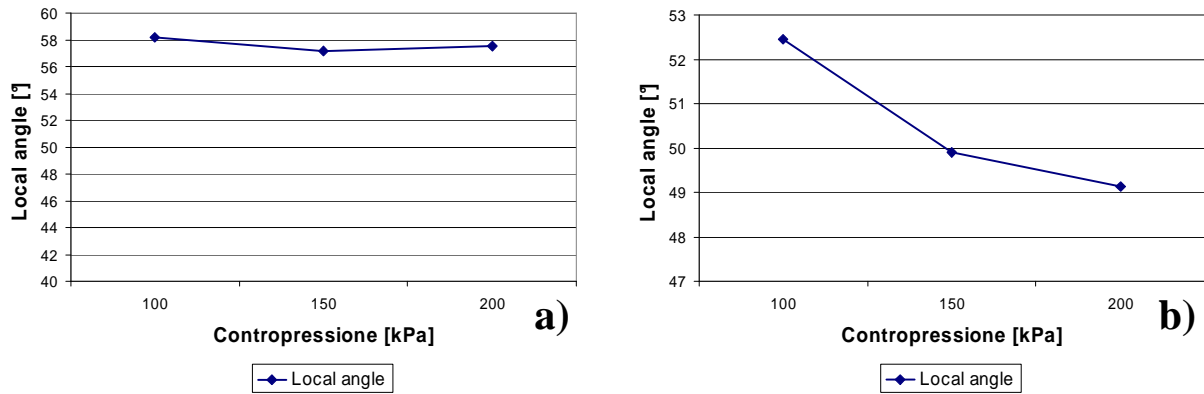 60
58
56
54
52
50
48
46
44
42
40
Local angle [°]
100 150 200
Contropressione [kPa]
a)
Local angle
53
52
51
50
49
48
47
Local angle [°]
100 150 200
Contropressione [kPa]
b)
Local angle